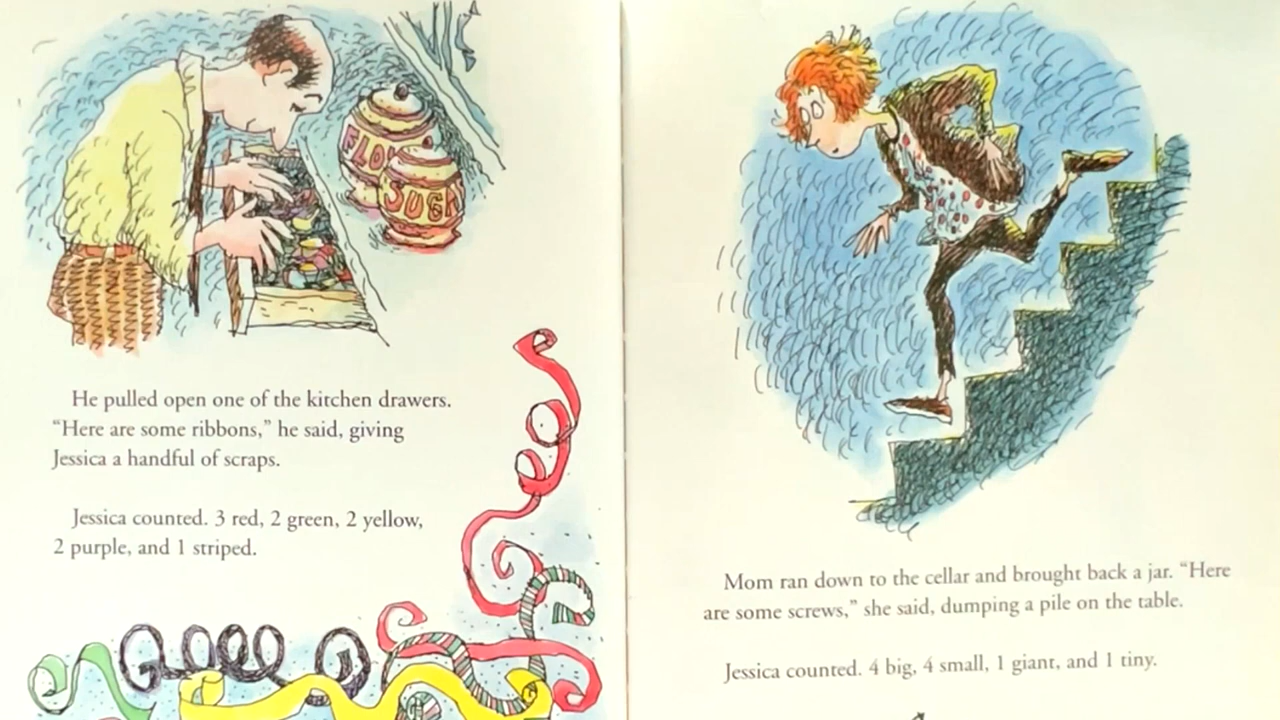 FLO
SUGA
He pulled open one of the kitchen drawers.
“Here are some ribbons,” he said, giving
Jessica a handful of scraps.
Jessica counted. 3 red, 2 green, 2 yellow,
2 purple, and 1 striped.
Mom ran down to the cellar and brought back a jar. “Here
are some screws,” she said, dumping a pile on the table.
Jessica counted. 4 big, 4 small, 1 giant, and 1 tiny.